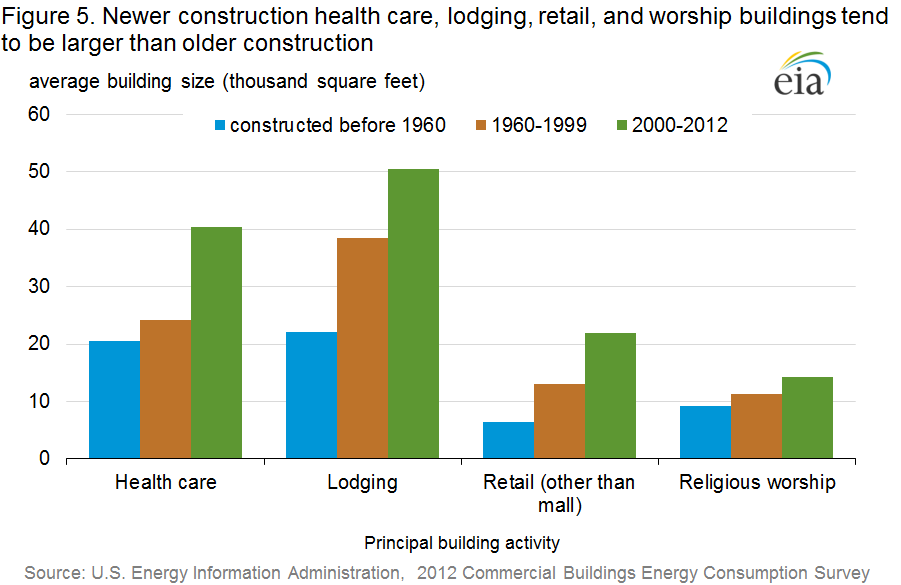 Figure 5. Newer construction health care, lodging, retail, and worship buildings tend
to be larger than older construction
average building size (thousand square feet)
eia
60
constructed before 1960
1960-1999
2000-2012
50
40
30
20
10
0
Health care
Lodging
Retail (other than
mall)
Religious worship
Principal building activity
Source: U.S. Energy Information Administration, 2012 Commercial Buildings Energy Consumption Survey